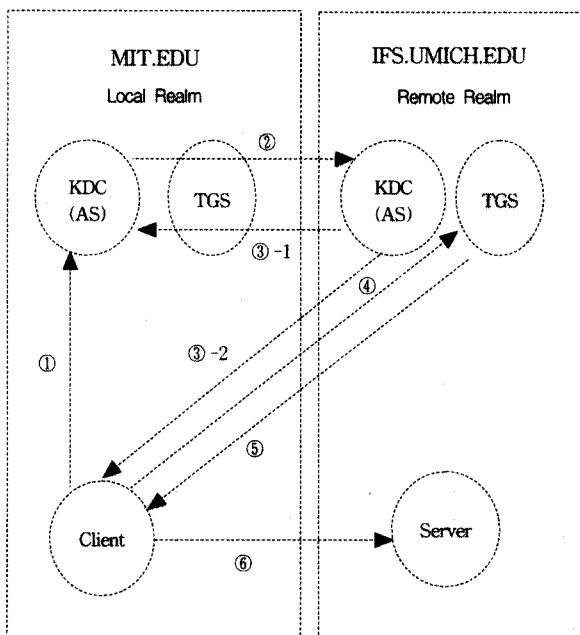 MIT.EDU
Local Realm
IFS.UMICH.EDU
Remote Realm
②
KDC
(AS)
TGS
KDC
(AS)
TGS
③-1
④
③-2
①
⑤
Client
Server
⑥